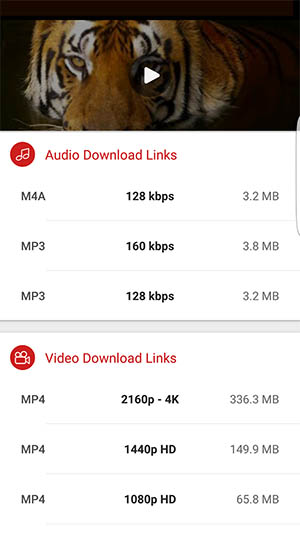 Audio Download Links
M4A 128 kbps 3.2 MB
MP3 160 kbps 3.8 MB
MP3 128 kbps 3.2 MB
Video Download Links
MP4 2160p - 4K 336.3 MB
MP4 1440p HD 149.9 MB
MP4 1080p HD 65.8 MB